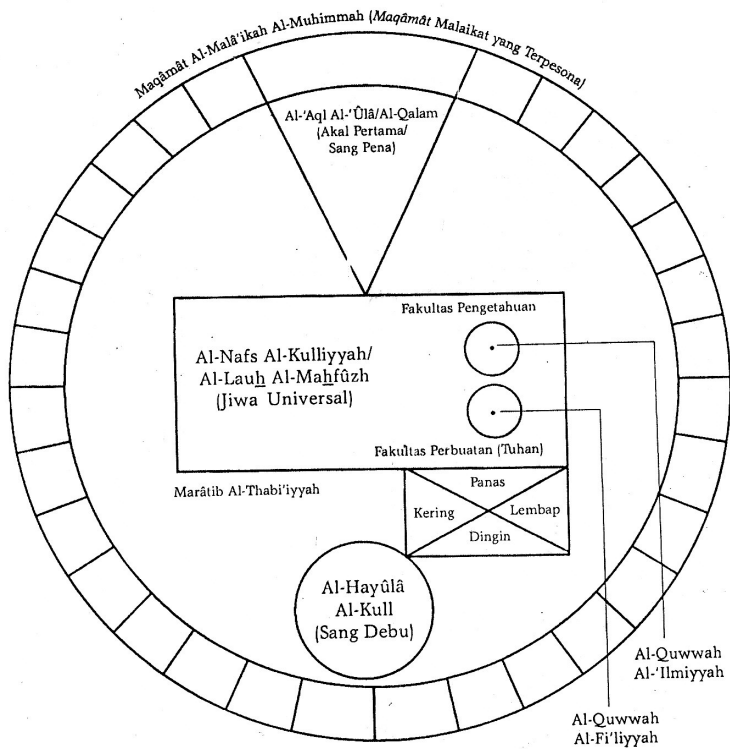 Maqâmât Al-Malâ'ikah Al-Muhimmah (Maqâmât Malaikat yang Terpesona)
Al-'Aql Al-'Ûlâ/Al-Qalam
(Akal Pertama/
Sang Pena)
Fakultas Pengetahuan
Al-Nafs Al-Kulliyyah/
Al-Lauh Al-Mahfûzh
(Jiwa Universal)
Fakultas Perbuatan (Tuhan)
Marâtib Al-Thabi'iyyah
Panas
Kering
Lembap
Dingin
Al-Hayûlâ
Al-Kull
(Sang Debu)
Al-Quwwah
Al-'Ilmiyyah
Al-Quwwah
Al-Fi'liyyah